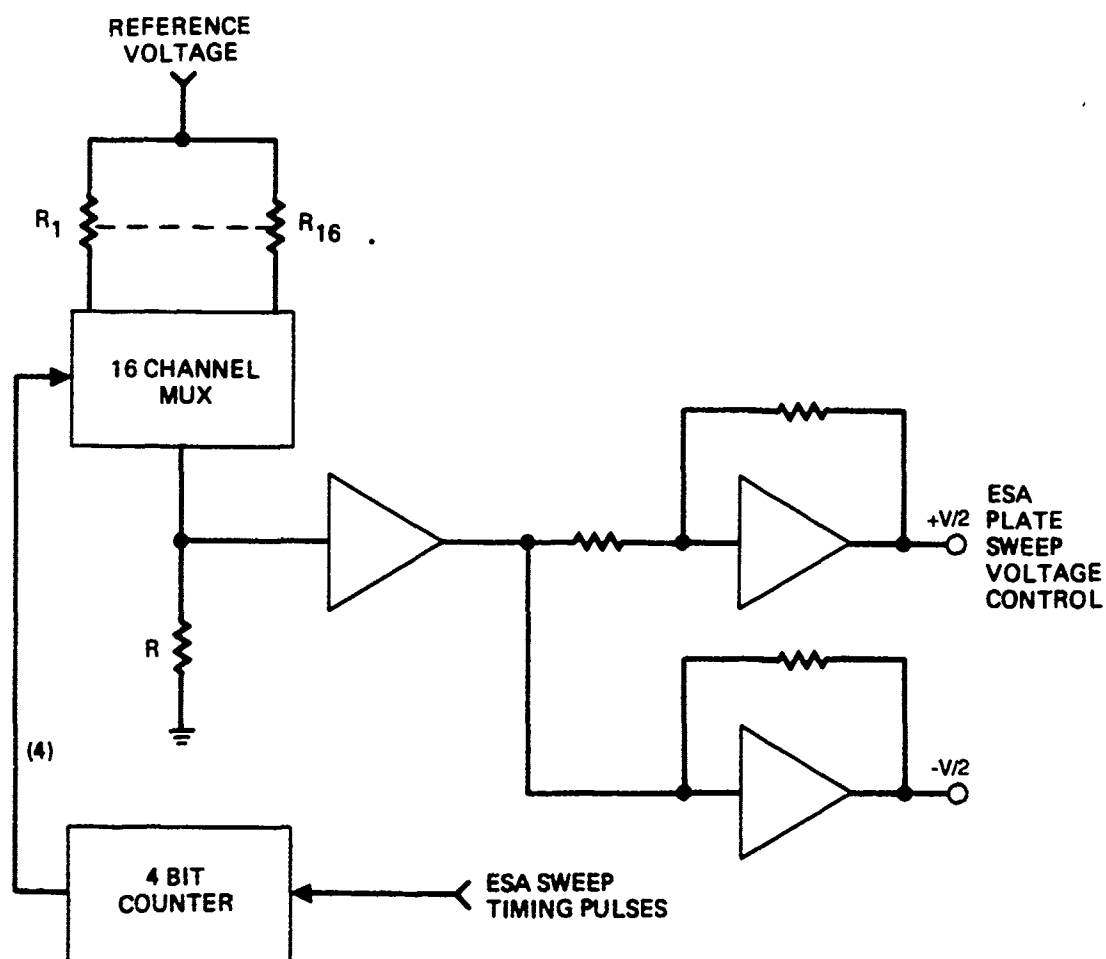 REFERENCE
VOLTAGE
R1
R16
16 CHANNEL
MUX
+V/2
ESA
PLATE
SWEEP
VOLTAGE
CONTROL
R
(4)
-V/2
4 BIT
COUNTER
ESA SWEEP
TIMING PULSES